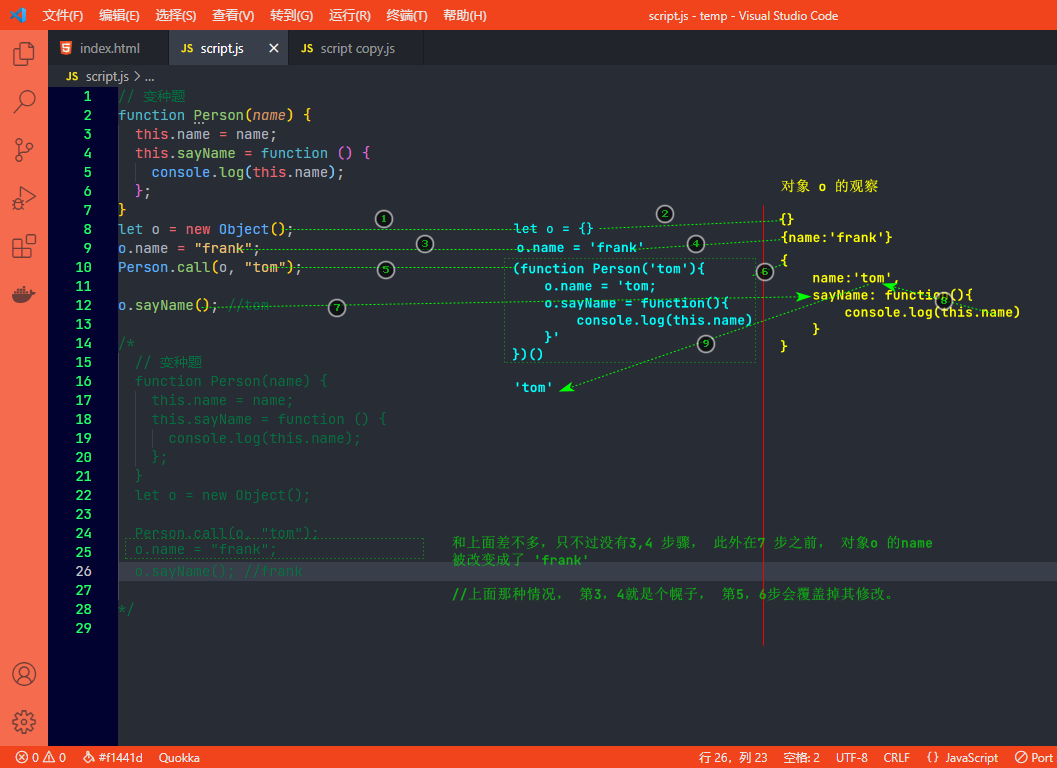 文件(F) 编辑(E) 选择(S) 查看(V) 转到(G) 运行(R) 终端(T) 帮助(H) script.js - temp - Visual Studio Code
index.html JS script.js × JS script copy.js
JS script.js > ...
1 // 变种题
2 function Person(name) {
3 this.name = name;
4 this.sayName = function () {
5 console.log(this.name);
6 };
7 }
8 let o = new Object();
9 o.name = "frank";
10 Person.call(o, "tom");
11
12 o.sayName(); //tom
13
14 /*
15 // 变种题
16 function Person(name) {
17 this.name = name;
18 this.sayName = function () {
19 console.log(this.name);
20 };
21 }
22 let o = new Object();
23
24 Person.call(o, "tom");
25 o.name = "frank";
26 o.sayName(); //frank
27
28 */
29
1
2
3
4
5
6
7
8
9
let o = {}
o.name = 'frank'
(function Person('tom'){
o.name = 'tom;
o.sayName = function(){
console.log(this.name)
}'
})()
'tom'
对象 o 的观察
{}
{name:'frank'}
{
name:'tom',
sayName: function(){
console.log(this.name)
}
}
和上面差不多，只不过没有3,4 步骤， 此外在7 步之前， 对象o 的name
被改变成了 'frank'
//上面那种情况， 第3，4就是个幌子， 第5，6步会覆盖掉其修改。
0 0 #f1441d Quokka 行 26，列 23 空格: 2 UTF-8 CRLF {} JavaScript Port